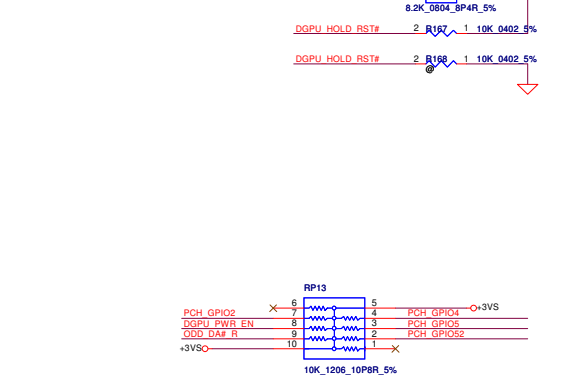 8.2K_0804_8P4R_5%
DGPU_HOLD_RST# 2 R167 1 10K_0402_5%
DGPU_HOLD_RST# 2 R168 1 10K_0402_5%
@
RP13
6 5 +3VS
PCH_GPIO2 7 4 PCH_GPIO4
DGPU_PWR_EN 8 3 PCH_GPIO5
ODD_DA#_R 9 2 PCH_GPIO52
+3VS 10 1
10K_1206_10P8R_5%